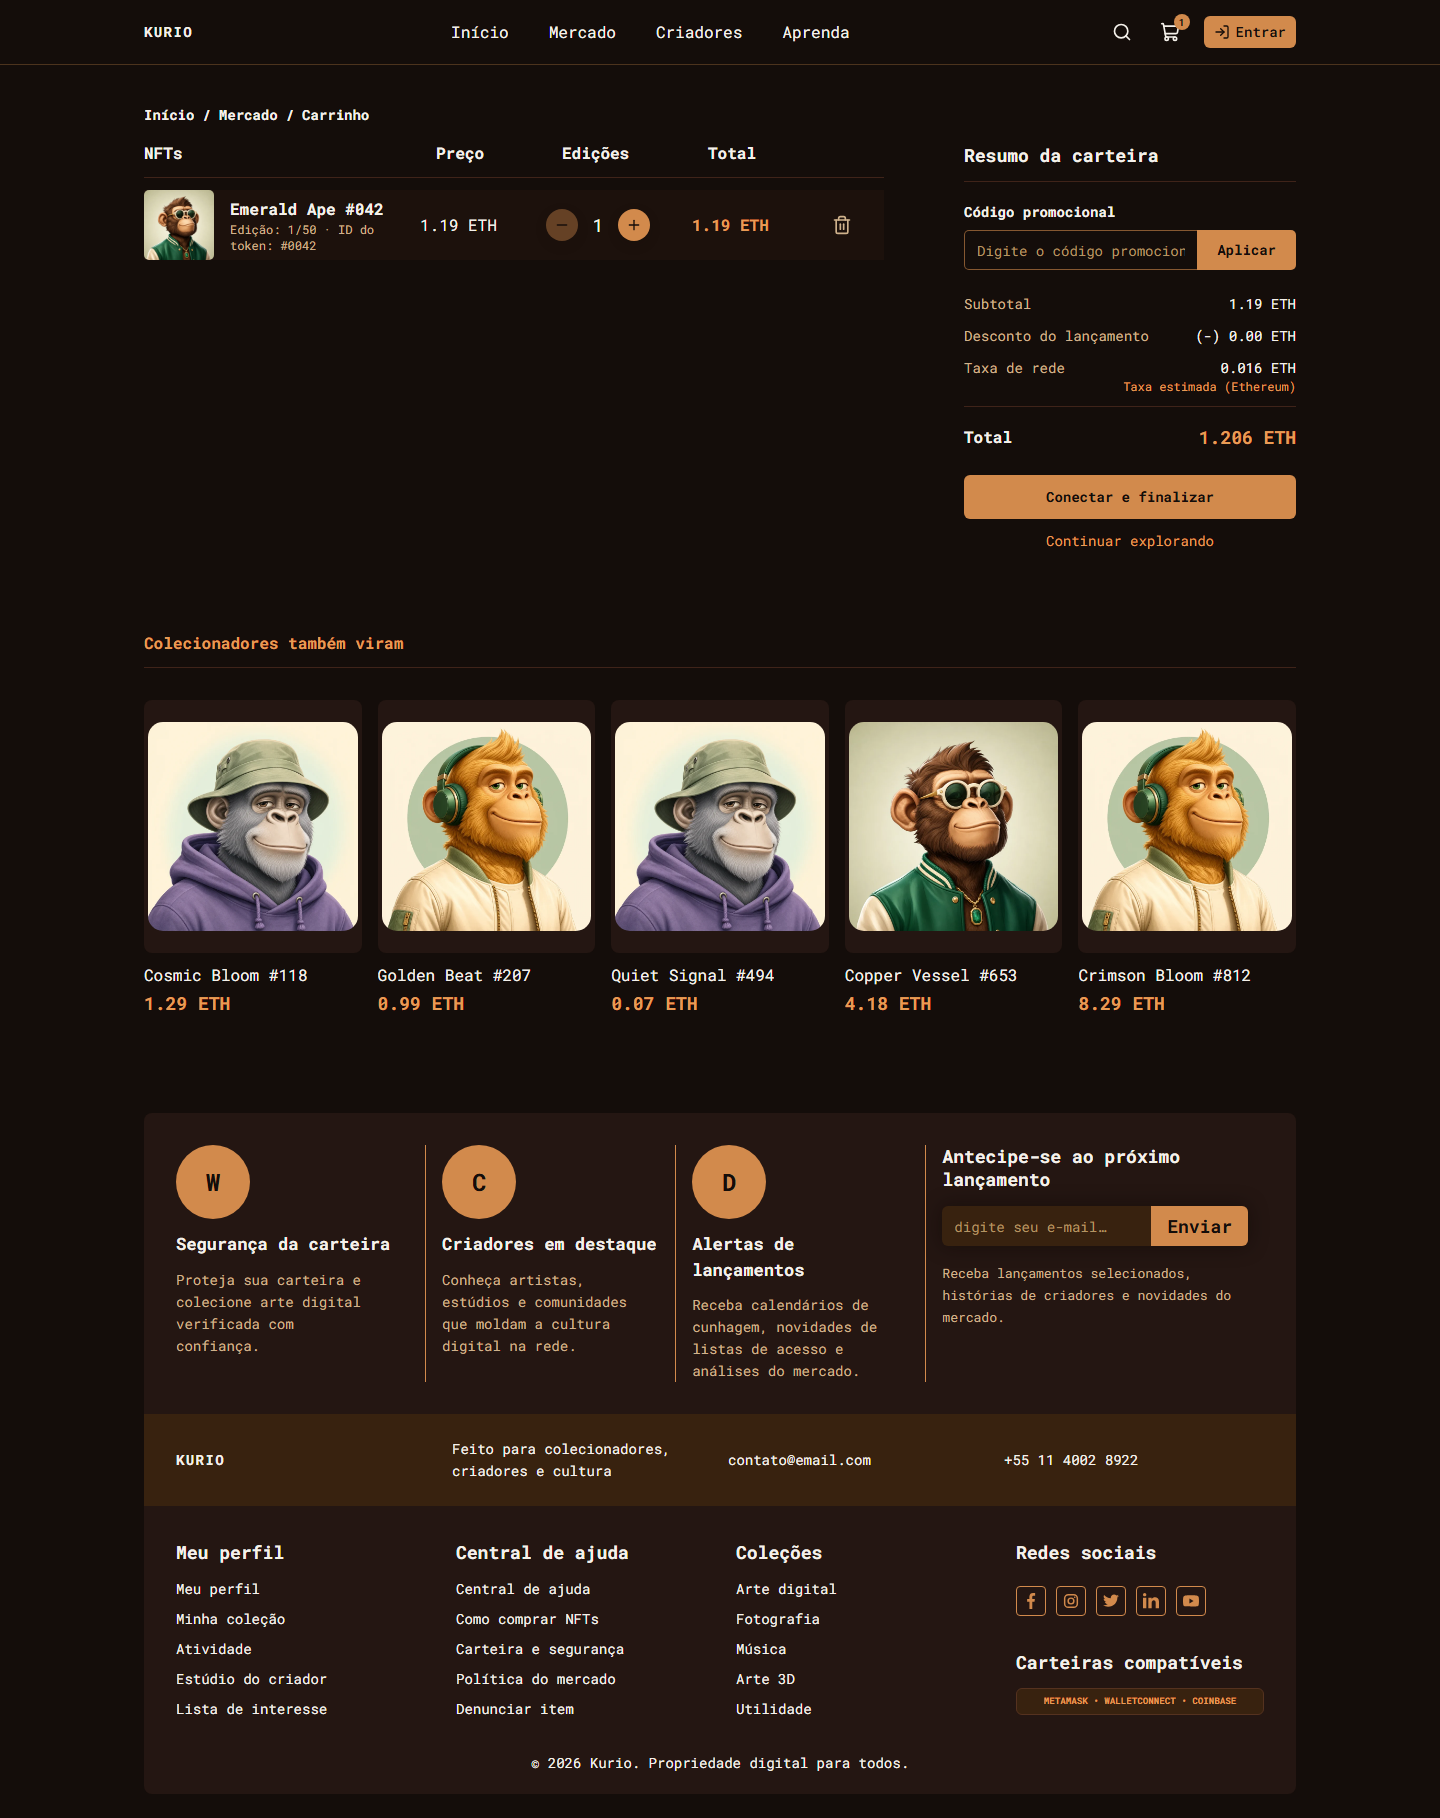 KURIO
Início
Mercado
Criadores
Aprenda
1
Entrar
Início / Mercado / Carrinho
NFTs
Preço
Edições
Total
Emerald Ape #042
Edição: 1/50 · ID do
token: #0042
1.19 ETH
1
1.19 ETH
Resumo da carteira
Código promocional
Digite o código promocion
Aplicar
Subtotal
1.19 ETH
Desconto do lançamento
(-) 0.00 ETH
Taxa de rede
0.016 ETH
Taxa estimada (Ethereum)
Total
1.206 ETH
Conectar e finalizar
Continuar explorando
Colecionadores também viram
Cosmic Bloom #118
1.29 ETH
Golden Beat #207
0.99 ETH
Quiet Signal #494
0.07 ETH
Copper Vessel #653
4.18 ETH
Crimson Bloom #812
8.29 ETH
W
Segurança da carteira
Proteja sua carteira e
colecione arte digital
verificada com
confiança.
C
Criadores em destaque
Conheça artistas,
estúdios e comunidades
que moldam a cultura
digital na rede.
D
Alertas de
lançamentos
Receba calendários de
cunhagem, novidades de
listas de acesso e
análises do mercado.
Antecipe-se ao próximo
lançamento
digite seu e-mail…
Enviar
Receba lançamentos selecionados,
histórias de criadores e novidades do
mercado.
KURIO
Feito para colecionadores,
criadores e cultura
contato@email.com
+55 11 4002 8922
Meu perfil
Meu perfil
Minha coleção
Atividade
Estúdio do criador
Lista de interesse
Central de ajuda
Central de ajuda
Como comprar NFTs
Carteira e segurança
Política do mercado
Denunciar item
Coleções
Arte digital
Fotografia
Música
Arte 3D
Utilidade
Redes sociais
Carteiras compatíveis
METAMASK • WALLETCONNECT • COINBASE
© 2026 Kurio. Propriedade digital para todos.